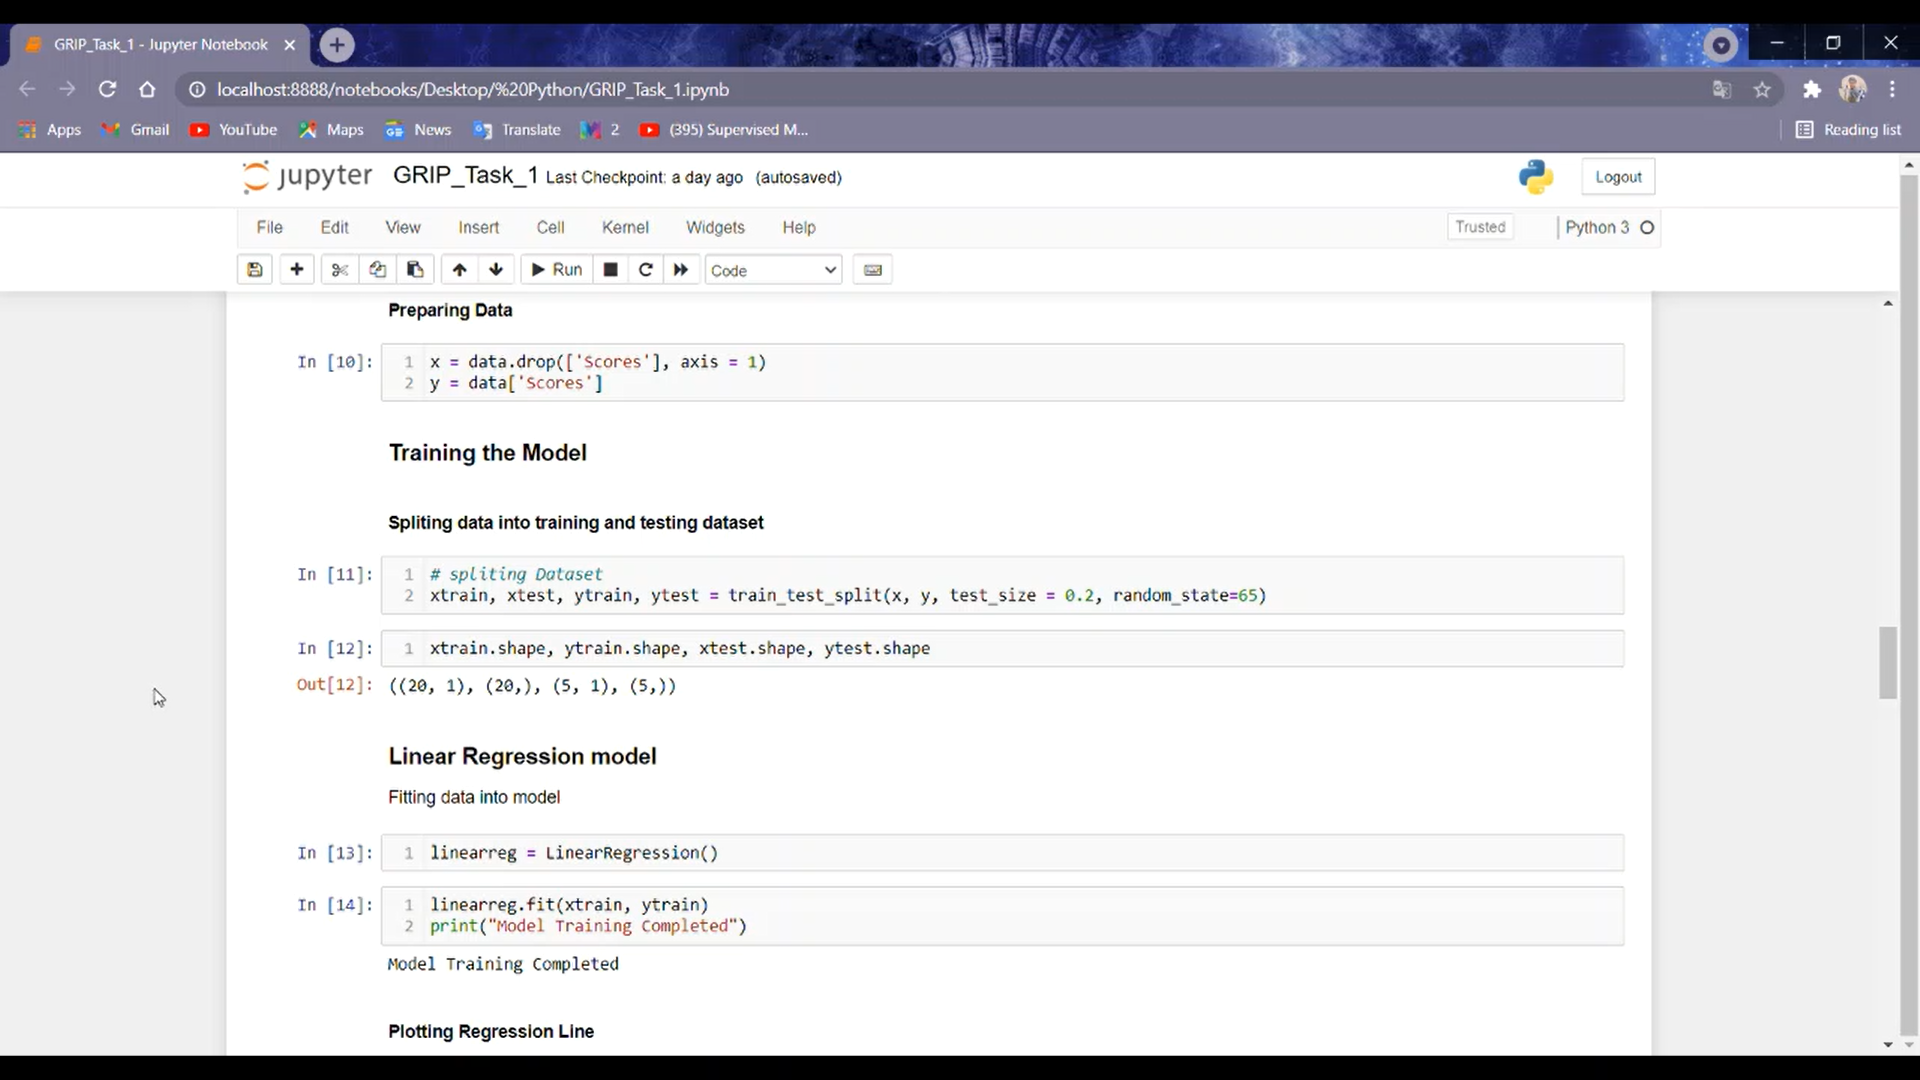 GRIP_Task_1 - Jupyter Notebook
localhost:8888/notebooks/Desktop/%20Python/GRIP_Task_1.ipynb
Apps Gmail YouTube Maps News Translate 2 (395) Supervised M... Reading list
jupyter GRIP_Task_1 Last Checkpoint: a day ago (autosaved) Logout
File Edit View Insert Cell Kernel Widgets Help Trusted Python 3
Run Code
Preparing Data
In [10]: 1 x = data.drop(['Scores'], axis = 1)
2 y = data['Scores']
Training the Model
Spliting data into training and testing dataset
In [11]: 1 # spliting Dataset
2 xtrain, xtest, ytrain, ytest = train_test_split(x, y, test_size = 0.2, random_state=65)
In [12]: 1 xtrain.shape, ytrain.shape, xtest.shape, ytest.shape
Out[12]: ((20, 1), (20,), (5, 1), (5,))
Linear Regression model
Fitting data into model
In [13]: 1 linearreg = LinearRegression()
In [14]: 1 linearreg.fit(xtrain, ytrain)
2 print("Model Training Completed")
Model Training Completed
Plotting Regression Line